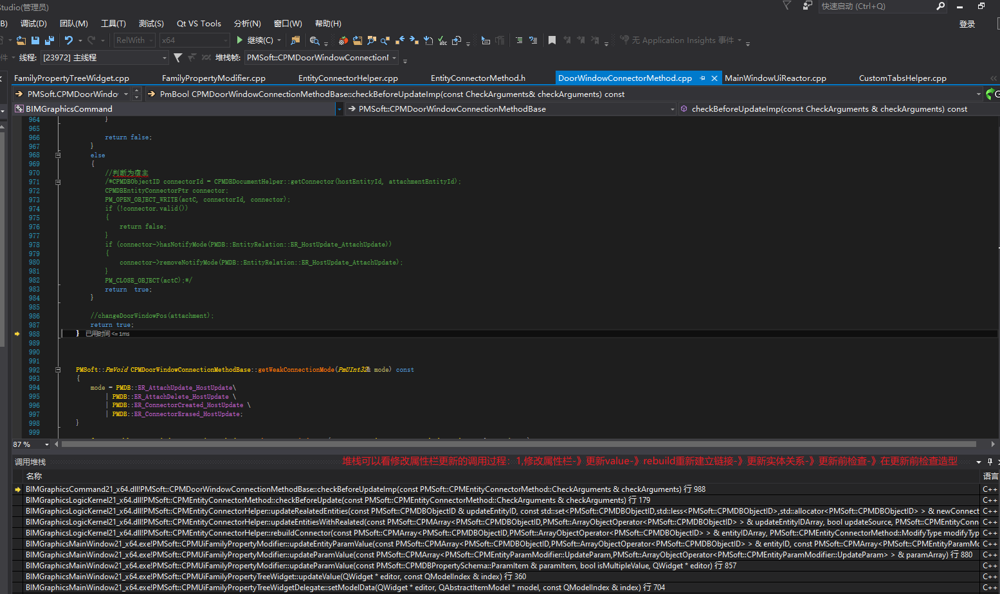 Studio(管理员)
快速启动 (Ctrl+Q)
B) 调试(D) 团队(M) 工具(T) 测试(S) Qt VS Tools 分析(N) 窗口(W) 帮助(H)
登录
RelWith x64 继续(C) 无 Application Insights 事件
件 线程: [23972] 主线程 堆栈帧: PMSoft::CPMDoorWindowConnectionM
FamilyPropertyTreeWidget.cpp FamilyPropertyModifier.cpp EntityConnectorHelper.cpp EntityConnectorMethod.h DoorWindowConnectorMethod.cpp MainWindowUiReactor.cpp CustomTabsHelper.cpp
PMSoft.CPMDoorWindo PmBool CPMDoorWindowConnectionMethodBase::checkBeforeUpdateImp(const CheckArguments& checkArguments) const
BIMGraphicsCommand PMSoft::CPMDoorWindowConnectionMethodBase checkBeforeUpdateImp(const CheckArguments & checkArguments) const
964 }
965
966 return false;
967 }
968 else
969 {
970 //判断为宿主
971 /*CPMDBObjectID connectorId = CPMDBDocumentHelper::getConnector(hostEntityId, attachmentEntityId);
972 CPMDBEntityConnectorPtr connector;
973 PM_OPEN_OBJECT_WRITE(actC, connectorId, connector);
974 if (!connector.valid())
975 {
976 return false;
977 }
978 if (connector->hasNotifyMode(PMDB::EntityRelation::ER_HostUpdate_AttachUpdate))
979 {
980 connector->removeNotifyMode(PMDB::EntityRelation::ER_HostUpdate_AttachUpdate);
981 }
982 PM_CLOSE_OBJECT(actC);*/
983 return true;
984 }
985
986 //changeDoorWindowPos(attachment);
987 return true;
988 } 已用时间 <= 1ms
989
990
991
992 PMSoft::PmVoid CPMDoorWindowConnectionMethodBase::getWeakConnectionMode(PmUInt32& mode) const
993 {
994 mode = PMDB::ER_AttachUpdate_HostUpdate\
995 | PMDB::ER_AttachDelete_HostUpdate \
996 | PMDB::ER_ConnectorCreated_HostUpdate \
997 | PMDB::ER_ConnectorErased_HostUpdate;
998 }
999
87 %
调用堆栈 堆栈可以看修改属性栏更新的调用过程：1,修改属性栏-》更新value-》rebuild重新建立链接-》更新实体关系-》更新前检查-》在更新前检查造型
名称 语言
BIMGraphicsCommand21_x64.dll!PMSoft::CPMDoorWindowConnectionMethodBase::checkBeforeUpdateImp(const PMSoft::CPMEntityConnectorMethod::CheckArguments & checkArguments) 行 988 C++
BIMGraphicsLogicKernel21_x64.dll!PMSoft::CPMEntityConnectorMethod::checkBeforeUpdate(const PMSoft::CPMEntityConnectorMethod::CheckArguments & checkArguments) 行 179 C++
BIMGraphicsLogicKernel21_x64.dll!PMSoft::CPMEntityConnectorHelper::updateRealatedEntities(const PMSoft::CPMDBObjectID & updateEntityID, const std::set<PMSoft::CPMDBObjectID,std::less<PMSoft::CPMDBObjectID>,std::allocator<PMSoft::CPMDBObjectID> > & newConnect C++
BIMGraphicsLogicKernel21_x64.dll!PMSoft::CPMEntityConnectorHelper::updateEntitiesWithRealated(const PMSoft::CPMArray<PMSoft::CPMDBObjectID,PMSoft::ArrayObjectOperator<PMSoft::CPMDBObjectID> > & updateEntityIDArray, bool updateSource, PMSoft::CPMEntityConn C++
BIMGraphicsLogicKernel21_x64.dll!PMSoft::CPMEntityConnectorHelper::rebuildConnector(const PMSoft::CPMArray<PMSoft::CPMDBObjectID,PMSoft::ArrayObjectOperator<PMSoft::CPMDBObjectID> > & entityIDArray, PMSoft::CPMEntityConnectorMethod::ModifyType modifyTyp C++
BIMGraphicsMainWindow21_x64.exe!PMSoft::CPMUiFamilyPropertyModifier::updateEntityParamValue(const PMSoft::CPMArray<PMSoft::CPMDBObjectID,PMSoft::ArrayObjectOperator<PMSoft::CPMDBObjectID> > & entityID, const PMSoft::CPMArray<PMSoft::CPMEntityParamMo C++
BIMGraphicsMainWindow21_x64.exe!PMSoft::CPMUiFamilyPropertyModifier::updateParamValue(const PMSoft::CPMArray<PMSoft::CPMEntityParamModifier::UpdateParam,PMSoft::ArrayObjectOperator<PMSoft::CPMEntityParamModifier::UpdateParam> > & paramArray) 行 880 C++
BIMGraphicsMainWindow21_x64.exe!PMSoft::CPMUiFamilyPropertyModifier::updateParamValue(const PMSoft::CPMDBPropertySchema::ParamItem & paramItem, bool isMultipleValue, QWidget * editor) 行 857 C++
BIMGraphicsMainWindow21_x64.exe!PMSoft::CPMUiFamilyPropertyTreeWidget::updateValue(QWidget * editor, const QModelIndex & index) 行 360 C++
BIMGraphicsMainWindow21_x64.exe!PMSoft::CPMUiFamilyPropertyTreeWidgetDelegate::setModelData(QWidget * editor, QAbstractItemModel * model, const QModelIndex & index) 行 704 C++